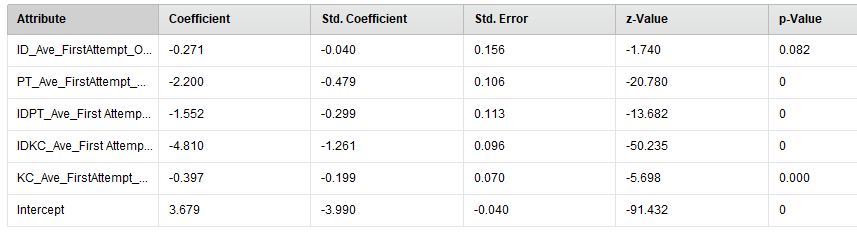 Attribute Coefficient Std. Coefficient Std. Error z-Value p-Value
ID_Ave_FirstAttempt_O... -0.271 -0.040 0.156 -1.740 0.082
PT_Ave_FirstAttempt_... -2.200 -0.479 0.106 -20.780 0
IDPT_Ave_First Attemp... -1.552 -0.299 0.113 -13.682 0
IDKC_Ave_First Attemp... -4.810 -1.261 0.096 -50.235 0
KC_Ave_FirstAttempt_... -0.397 -0.199 0.070 -5.698 0.000
Intercept 3.679 -3.990 -0.040 -91.432 0